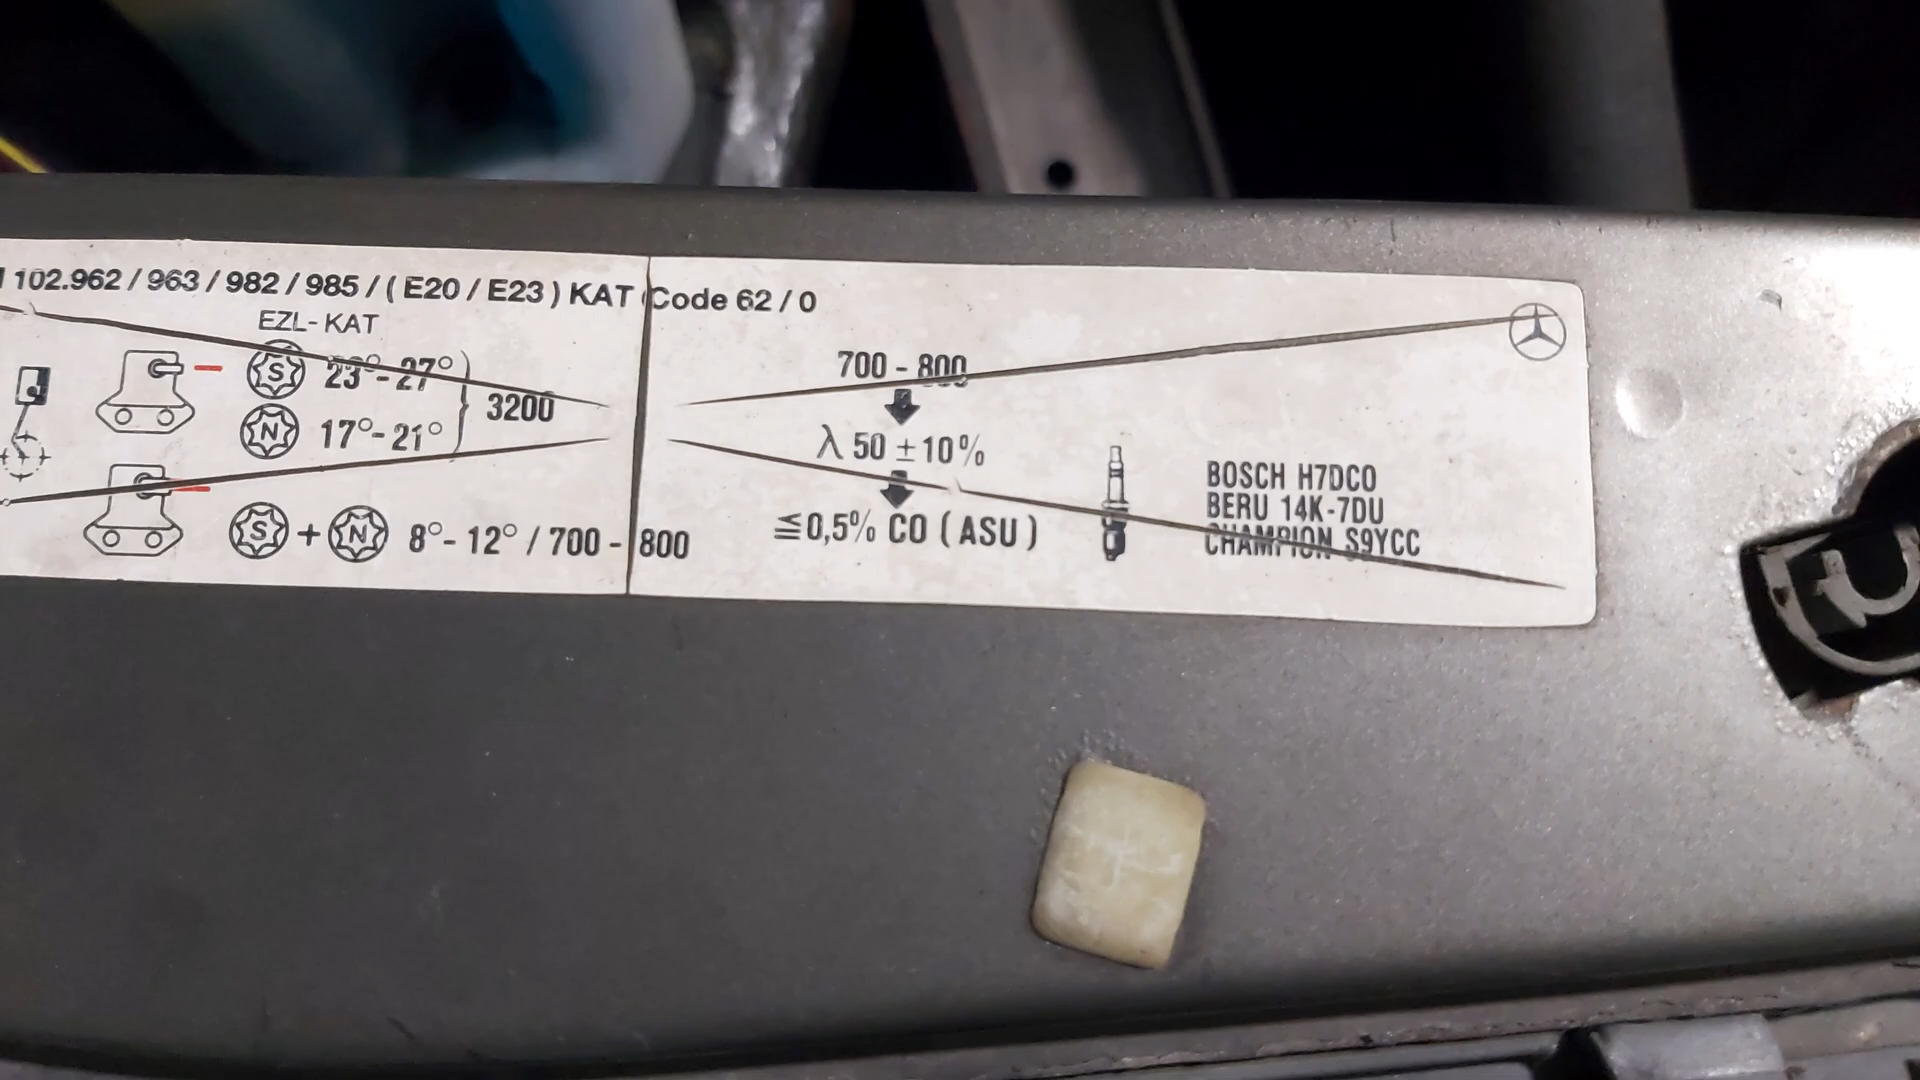 102.962 / 963 / 982 / 985 / ( E20 / E23 ) KAT Code 62 / 0
EZL-KAT
S 23°- 27°
N 17°- 21°
3200
S + N 8°- 12° / 700 - 800
700 - 800
λ 50 ±10%
≦0,5% CO ( ASU )
BOSCH H7DC0
BERU 14K-7DU
CHAMPION S9YCC